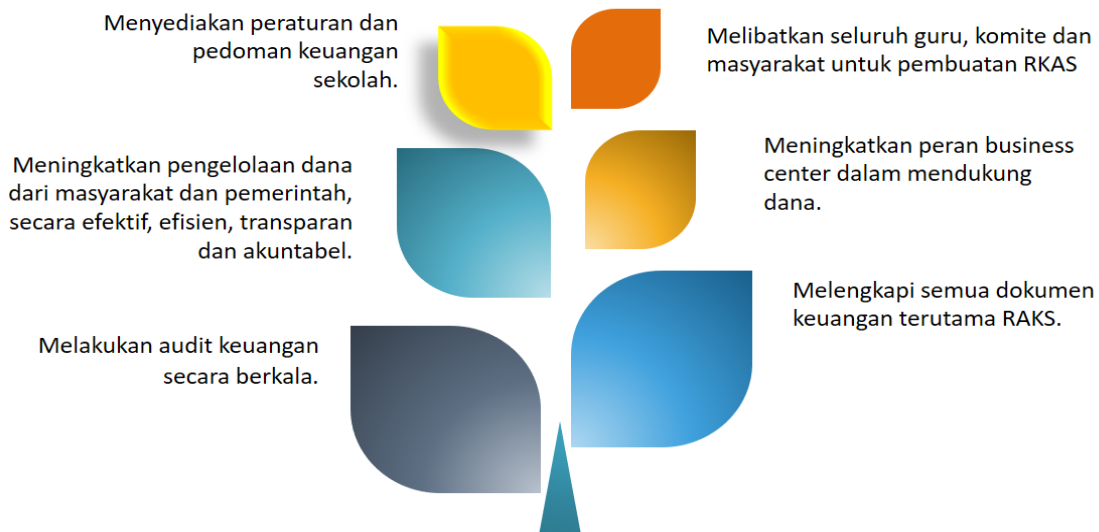 Menyediakan peraturan dan
pedoman keuangan
sekolah.
Meningkatkan pengelolaan dana
dari masyarakat dan pemerintah,
secara efektif, efisien, transparan
dan akuntabel.
Melakukan audit keuangan
secara berkala.
Melibatkan seluruh guru, komite dan
masyarakat untuk pembuatan RKAS
Meningkatkan peran business
center dalam mendukung
dana.
Melengkapi semua dokumen
keuangan terutama RAKS.